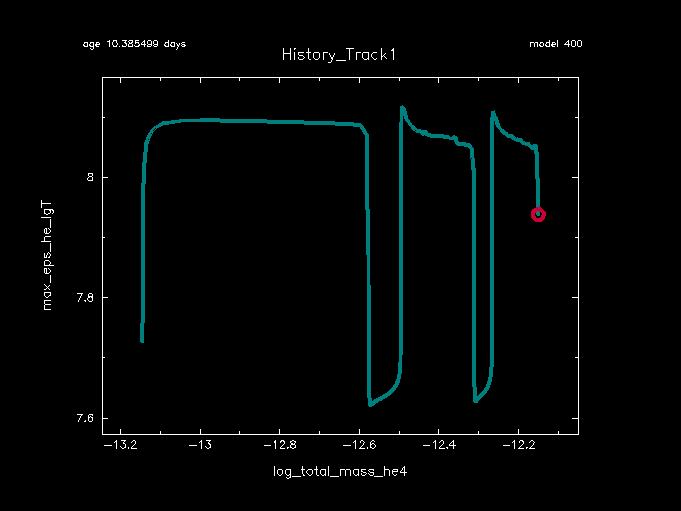 age 10.385499 days
model 400
History_Track1
8
7.8
7.6
max_eps_he_lgT
−13.2
−13
−12.8
−12.6
−12.4
−12.2
log_total_mass_he4